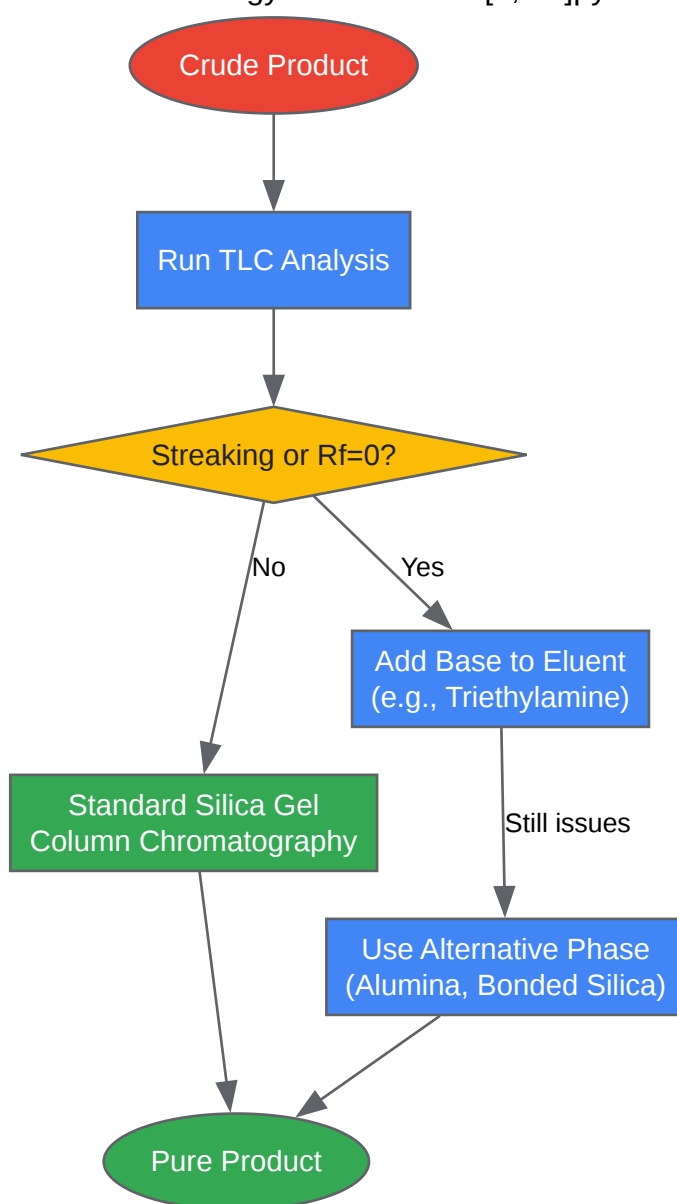 Crude Product
Run TLC Analysis
Streaking or Rf=0?
No
Yes
Add Base to Eluent
(e.g., Triethylamine)
Standard Silica Gel
Column Chromatography
Still issues
Use Alternative Phase
(Alumina, Bonded Silica)
Pure Product